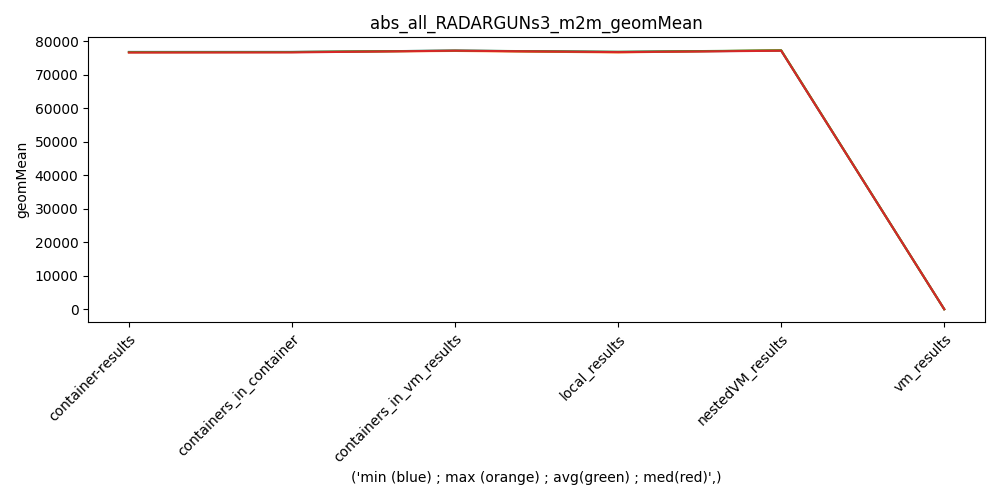 abs_all_RADARGUNs3_m2m_geomMean
80000
70000
60000
50000
40000
30000
20000
10000
0
geomMean
container-results
containers_in_container
containers_in_vm_results
local_results
nestedVM_results
vm_results
('min (blue) ; max (orange) ; avg(green) ; med(red)',)